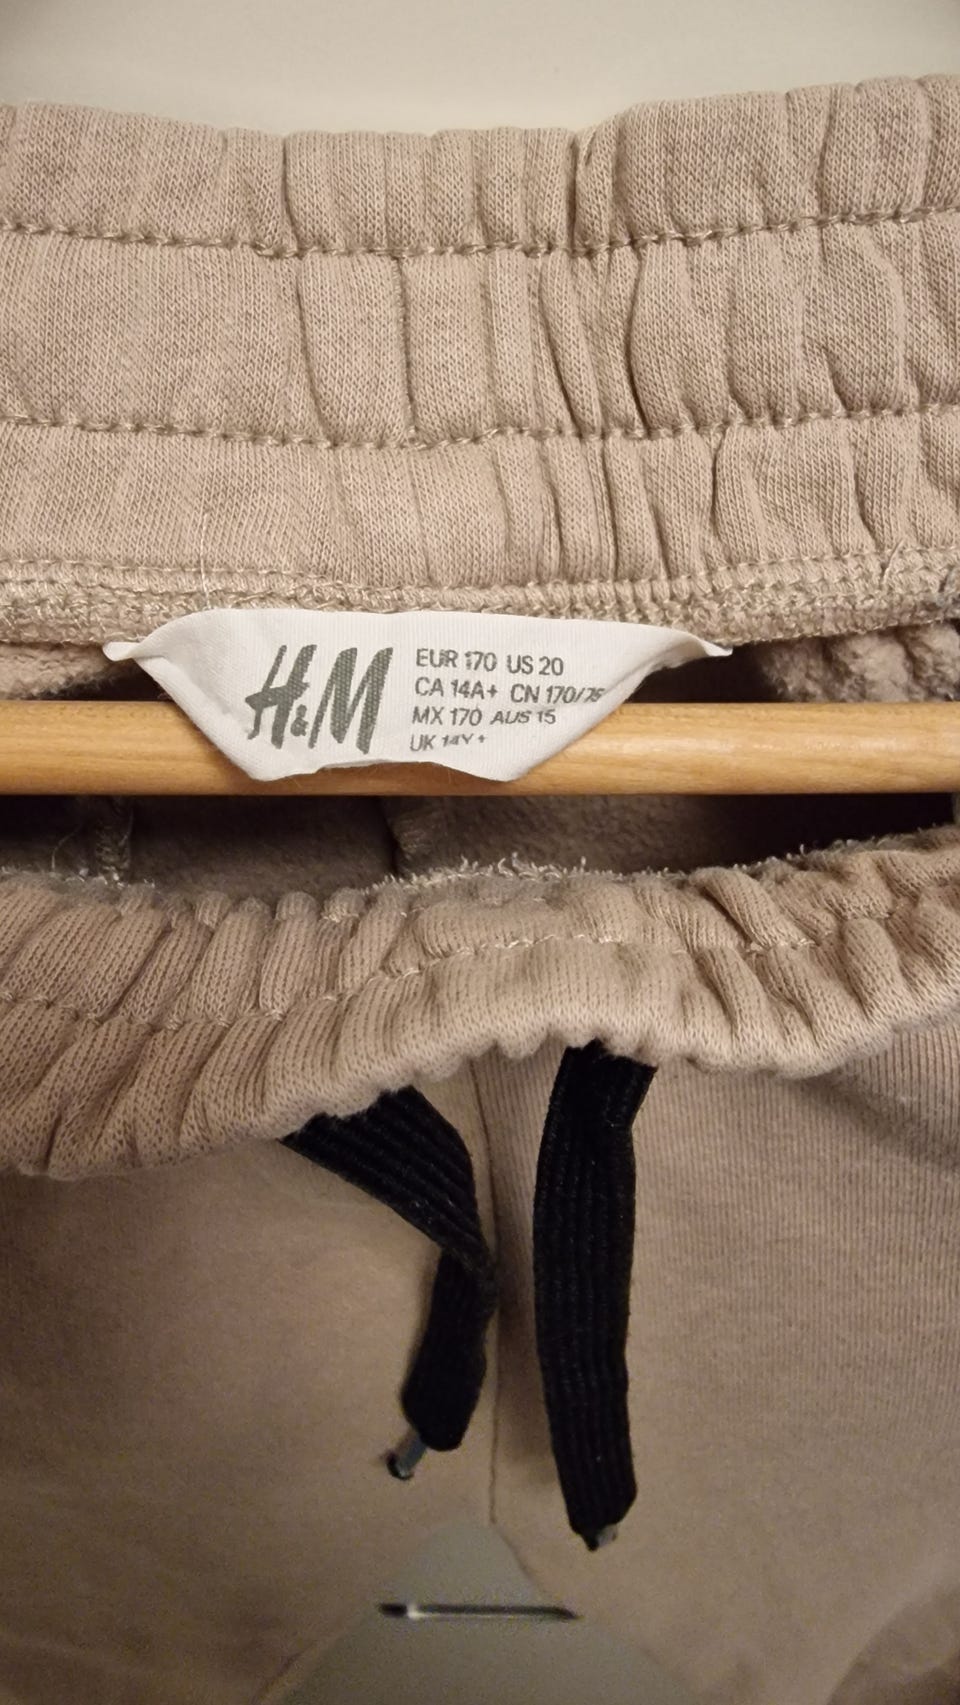 H&M
EUR 170 US 20
CA 14A+ CN 170/76
MX 170 AUS 15
UK 14Y+